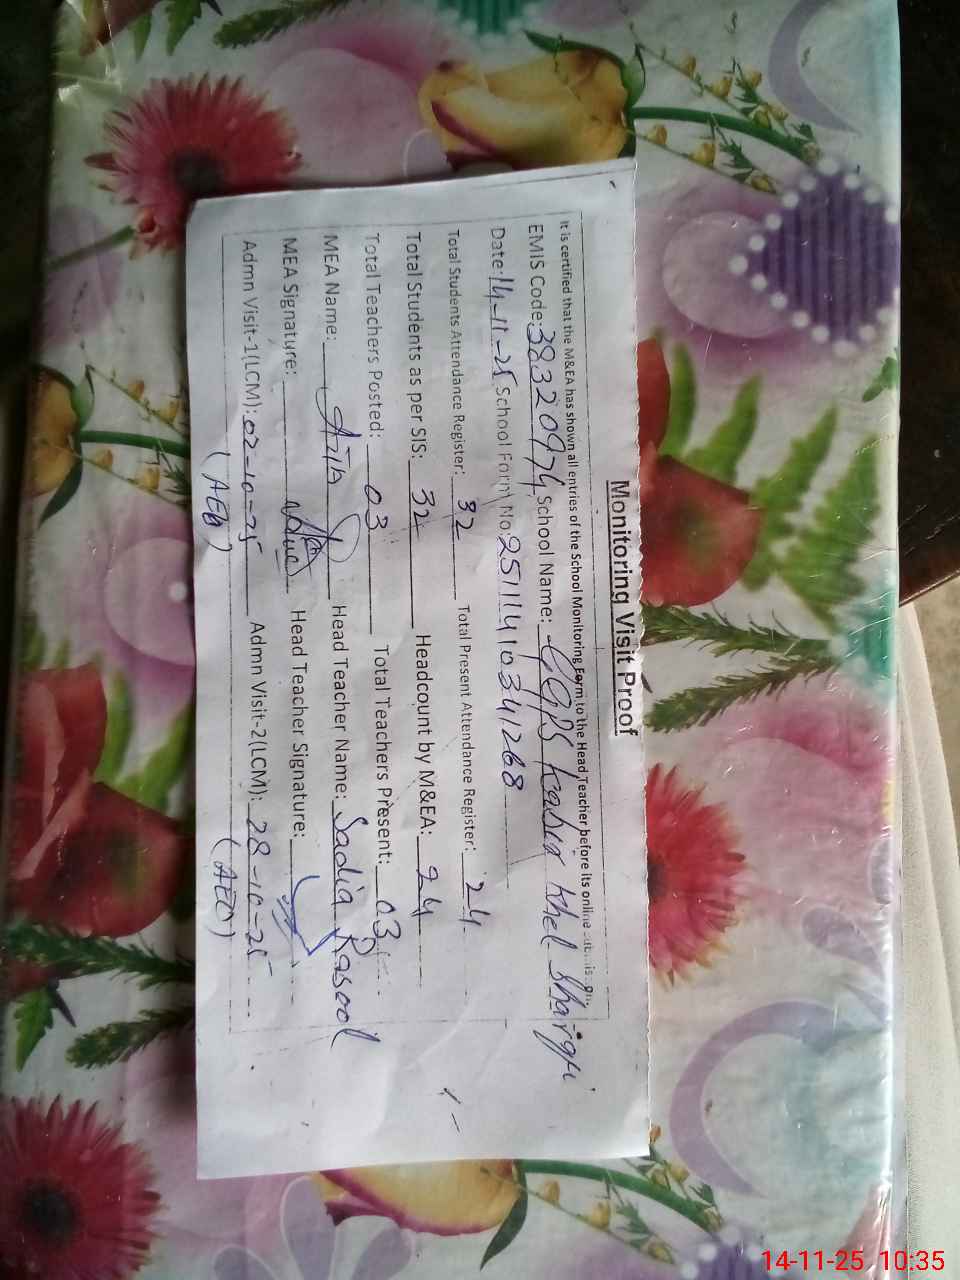 Monitoring Visit Proof
It is certified that the M&EA has shown all entries of the School Monitoring Form to the Head Teacher before its online
EMIS Code: 38320974 School Name: GGPS Kabir Khel Sharqi
Date: 14-11-25 School Form No: 25111410341268
Total Students Attendance Register: 32 Total Present Attendance Register: 24
Total Students as per SIS: 32 Headcount by M&EA: 24
Total Teachers Posted: 03 Total Teachers Present: 03
MEA Name: Head Teacher Name: Sadia Rasool
MEA Signature: Head Teacher Signature:
Admn Visit-1(LCM): 02-10-25 Admn Visit-2(LCM): 28-10-25
(AEO) (AEO)
14-11-25 10:35